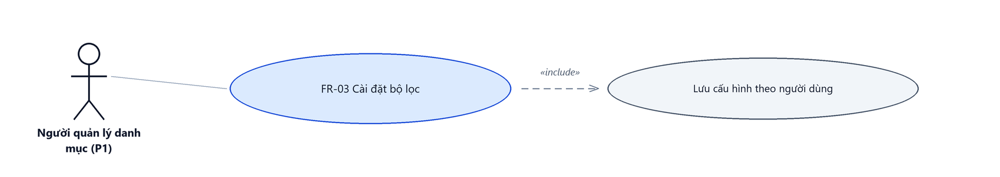 «include»
FR-03 Cài đặt bộ lọc
Lưu cấu hình theo người dùng
Người quản lý danh
mục (P1)